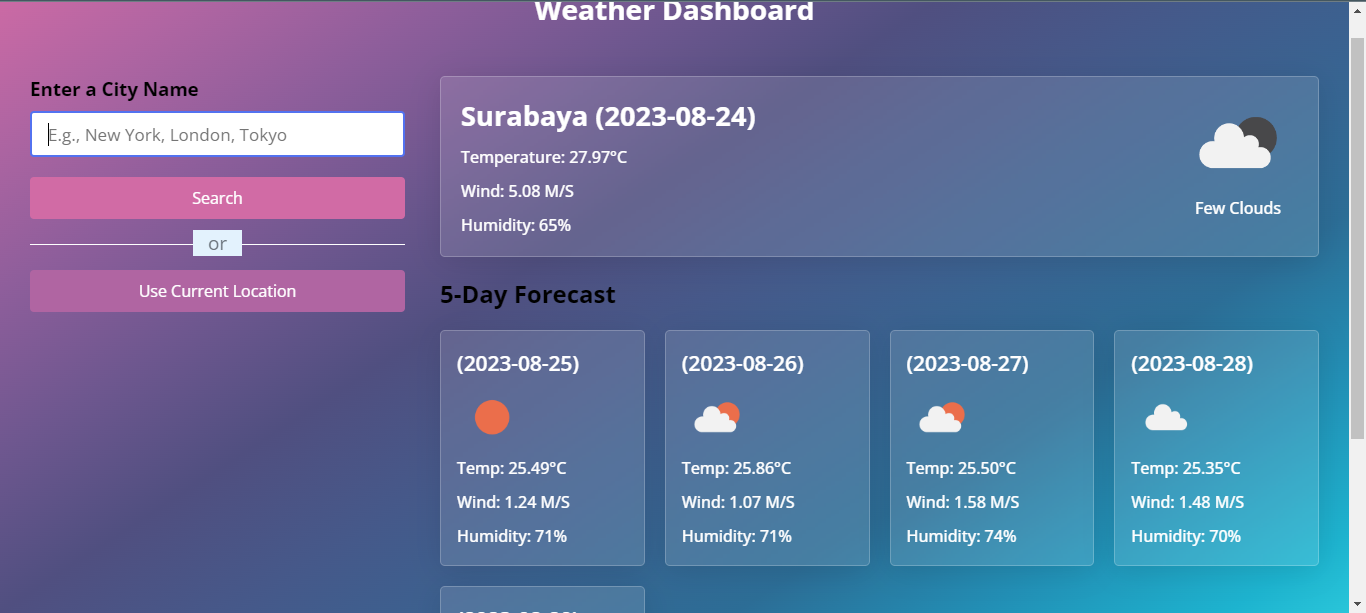 Weather Dashboard
Enter a City Name
E.g., New York, London, Tokyo
Search
or
Use Current Location
Surabaya (2023-08-24)
Temperature: 27.97°C
Wind: 5.08 M/S
Humidity: 65%
Few Clouds
5-Day Forecast
(2023-08-25)
Temp: 25.49°C
Wind: 1.24 M/S
Humidity: 71%
(2023-08-26)
Temp: 25.86°C
Wind: 1.07 M/S
Humidity: 71%
(2023-08-27)
Temp: 25.50°C
Wind: 1.58 M/S
Humidity: 74%
(2023-08-28)
Temp: 25.35°C
Wind: 1.48 M/S
Humidity: 70%